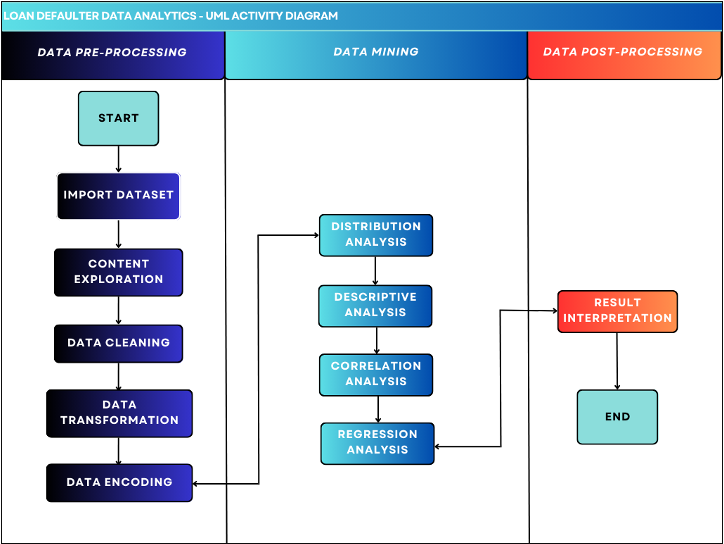 LOAN DEFAULTER DATA ANALYTICS - UML ACTIVITY DIAGRAM
DATA PRE-PROCESSING
DATA MINING
DATA POST-PROCESSING
START
IMPORT DATASET
CONTENT
EXPLORATION
DATA CLEANING
DATA
TRANSFORMATION
DATA ENCODING
DISTRIBUTION
ANALYSIS
DESCRIPTIVE
ANALYSIS
CORRELATION
ANALYSIS
REGRESSION
ANALYSIS
RESULT
INTERPRETATION
END